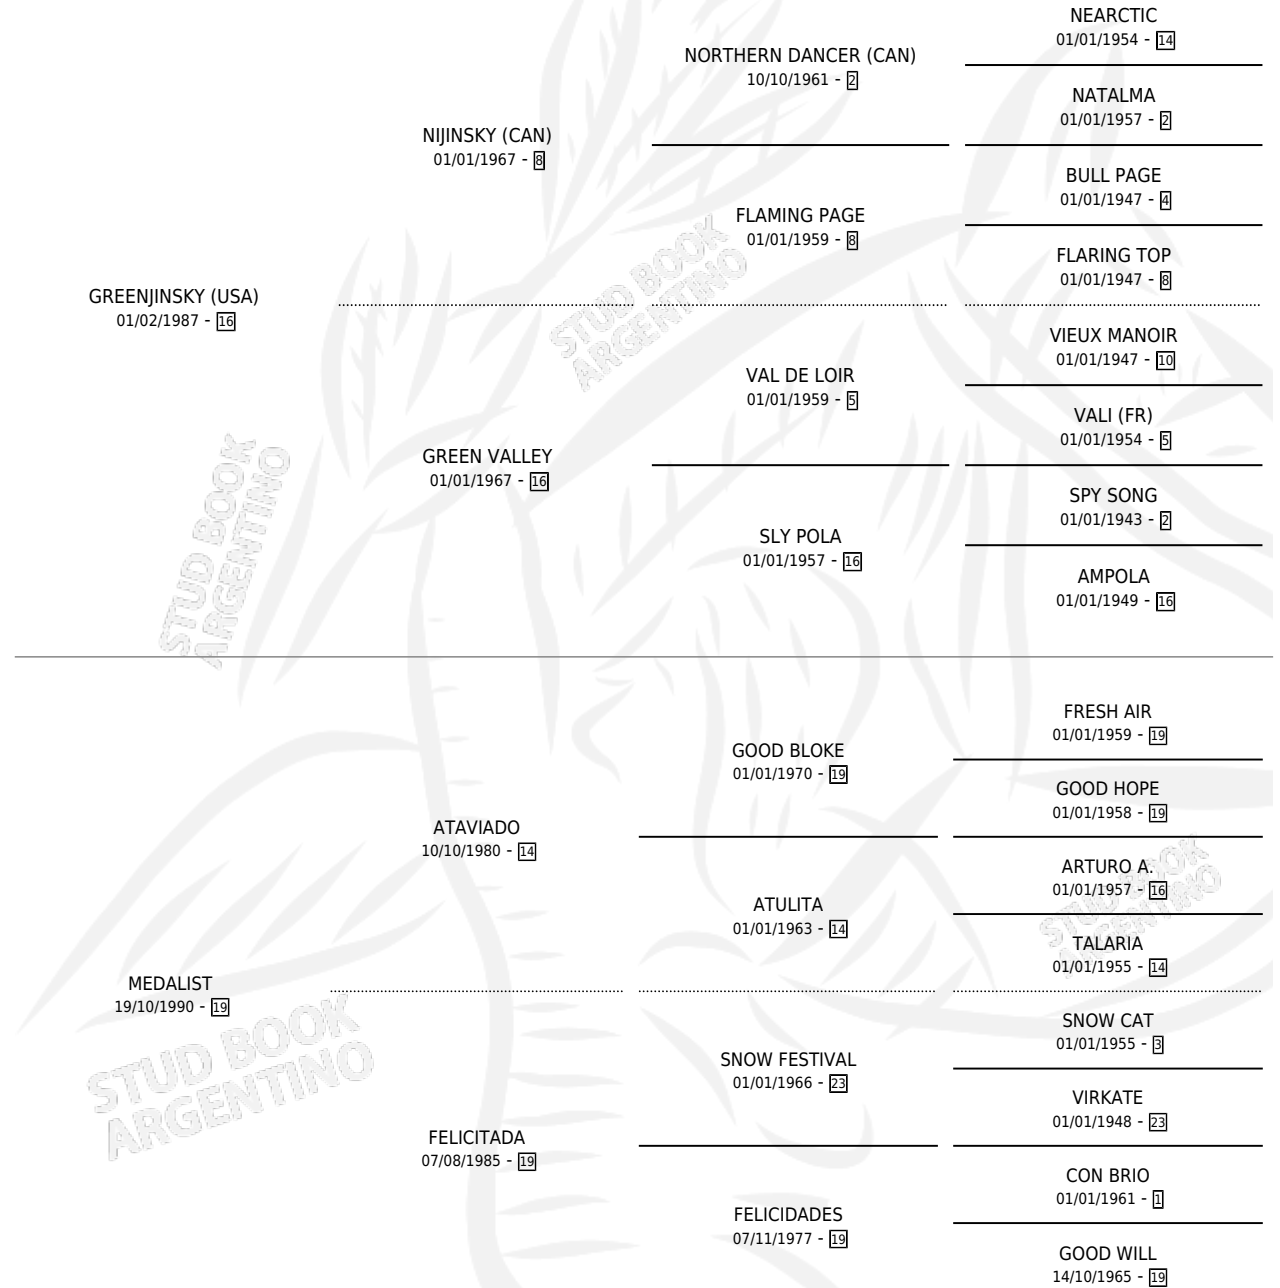 NEARCTIC
01/01/1954 - 14
NORTHERN DANCER (CAN)
10/10/1961 - 2
NATALMA
01/01/1957 - 2
NIJINSKY (CAN)
01/01/1967 - 8
BULL PAGE
01/01/1947 - 4
FLAMING PAGE
01/01/1959 - 8
FLARING TOP
01/01/1947 - 8
GREENJINSKY (USA)
01/02/1987 - 16
VIEUX MANOIR
01/01/1947 - 10
VAL DE LOIR
01/01/1959 - 5
VALI (FR)
01/01/1954 - 5
GREEN VALLEY
01/01/1967 - 16
SPY SONG
01/01/1943 - 2
SLY POLA
01/01/1957 - 16
AMPOLA
01/01/1949 - 16
STUD BOOK
ARGENTINO
STUD BOOK
ARGENTINO
FRESH AIR
01/01/1959 - 19
GOOD BLOKE
01/01/1970 - 19
GOOD HOPE
01/01/1958 - 19
ATAVIADO
10/10/1980 - 14
ARTURO A.
01/01/1957 - 16
ATULITA
01/01/1963 - 14
TALARIA
01/01/1955 - 14
MEDALIST
19/10/1990 - 19
SNOW CAT
01/01/1955 - 3
SNOW FESTIVAL
01/01/1966 - 23
VIRKATE
01/01/1948 - 23
FELICITADA
07/08/1985 - 19
CON BRIO
01/01/1961 - 1
FELICIDADES
07/11/1977 - 19
GOOD WILL
14/10/1965 - 19
STUD BOOK
ARGENTINO
STUD BOOK
ARGENTINO